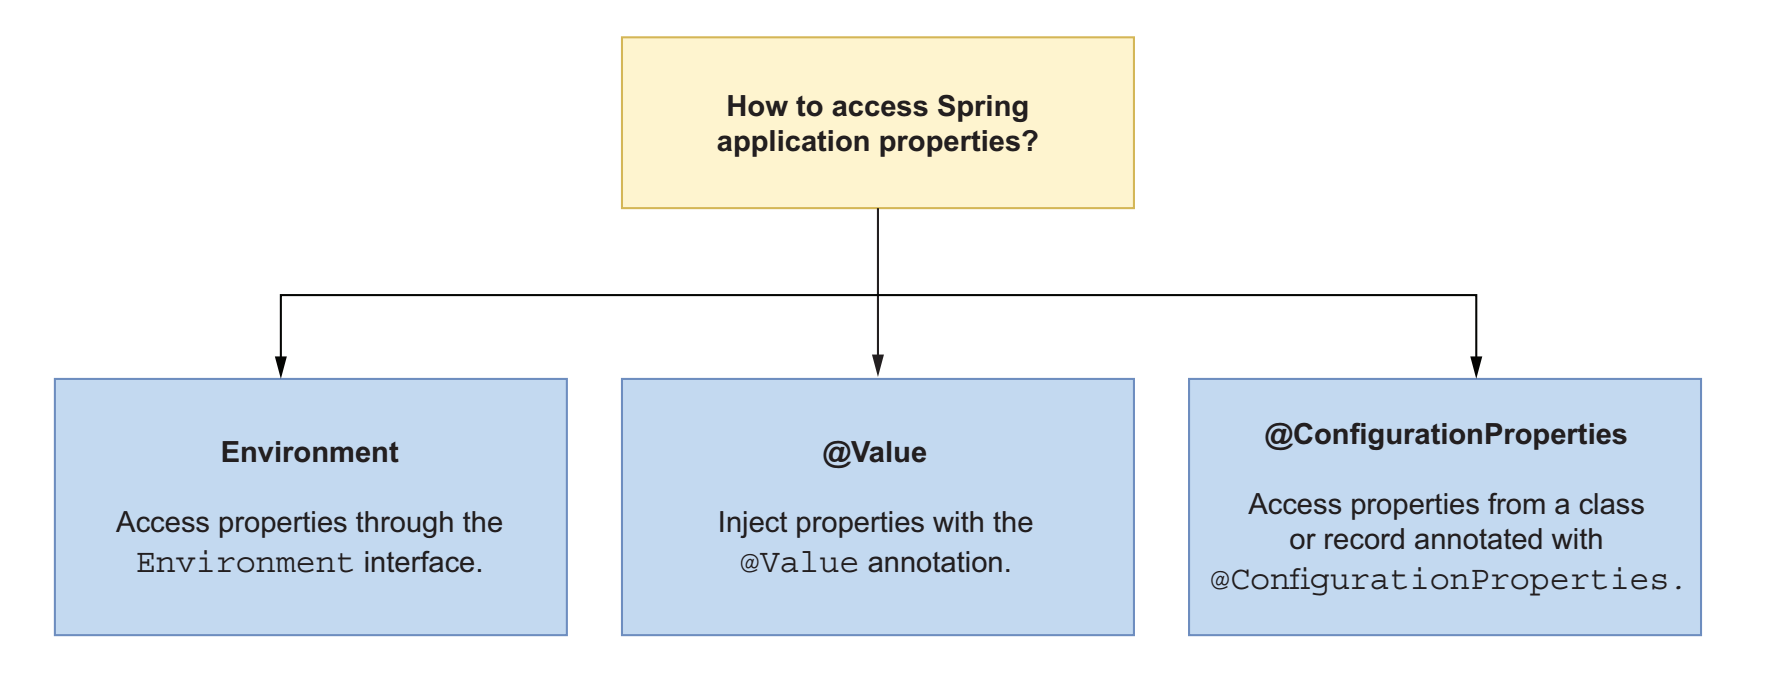 How to access Spring
application properties?
Environment
Access properties through the
Environment interface.
@Value
Inject properties with the
@Value annotation.
@ConfigurationProperties
Access properties from a class
or record annotated with
@ConfigurationProperties.